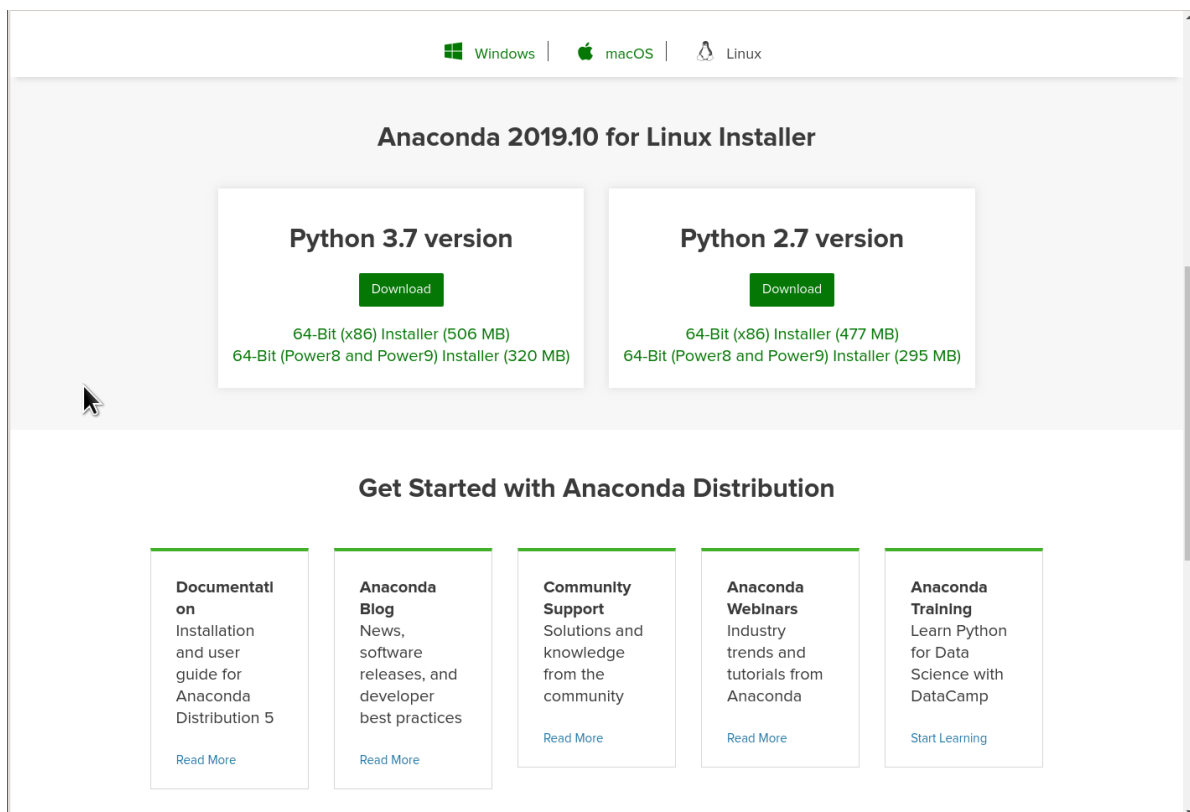 Windows | macOS | Linux
Anaconda 2019.10 for Linux Installer
Python 3.7 version
Download
64-Bit (x86) Installer (506 MB)
64-Bit (Power8 and Power9) Installer (320 MB)
Python 2.7 version
Download
64-Bit (x86) Installer (477 MB)
64-Bit (Power8 and Power9) Installer (295 MB)
Get Started with Anaconda Distribution
Documentati
on
Installation
and user
guide for
Anaconda
Distribution 5
Read More
Anaconda
Blog
News,
software
releases, and
developer
best practices
Read More
Community
Support
Solutions and
knowledge
from the
community
Read More
Anaconda
Webinars
Industry
trends and
tutorials from
Anaconda
Read More
Anaconda
Training
Learn Python
for Data
Science with
DataCamp
Start Learning